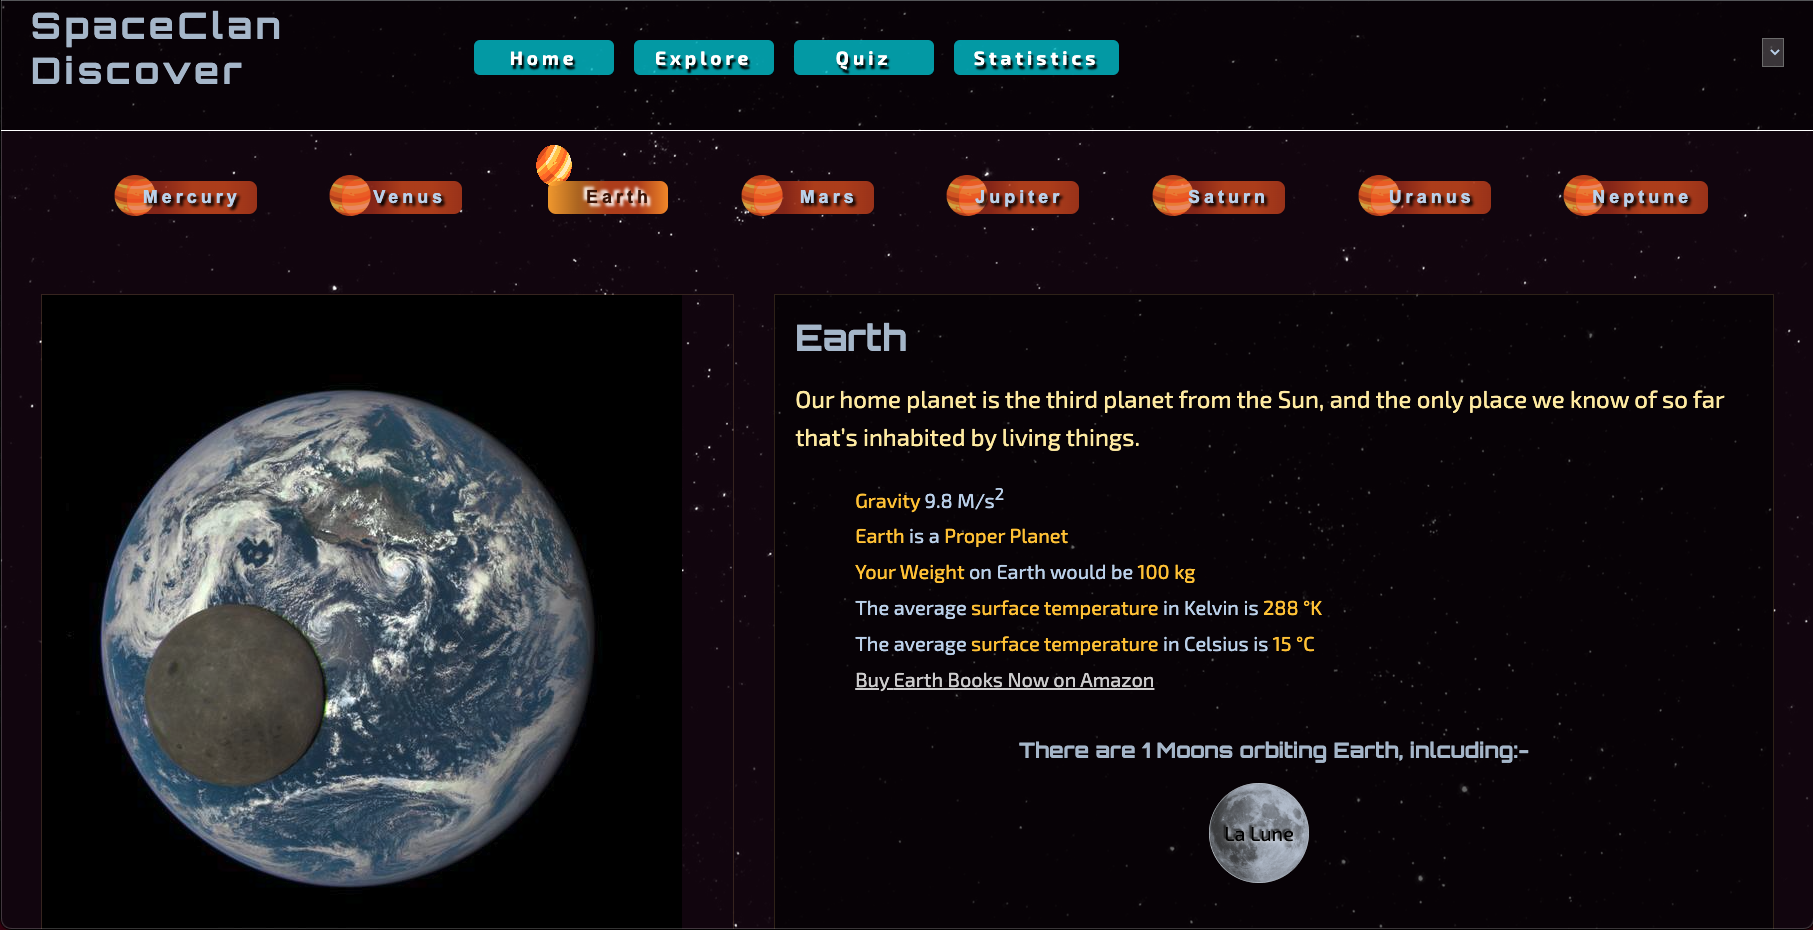 SpaceClan
Discover
Home
Explore
Quiz
Statistics
Mercury
Venus
Earth
Mars
Jupiter
Saturn
Uranus
Neptune
Earth
Our home planet is the third planet from the Sun, and the only place we know of so far
that's inhabited by living things.
Gravity 9.8 M/s²
Earth is a Proper Planet
Your Weight on Earth would be 100 kg
The average surface temperature in Kelvin is 288 °K
The average surface temperature in Celsius is 15 °C
Buy Earth Books Now on Amazon
There are 1 Moons orbiting Earth, inlcuding:-
La Lune